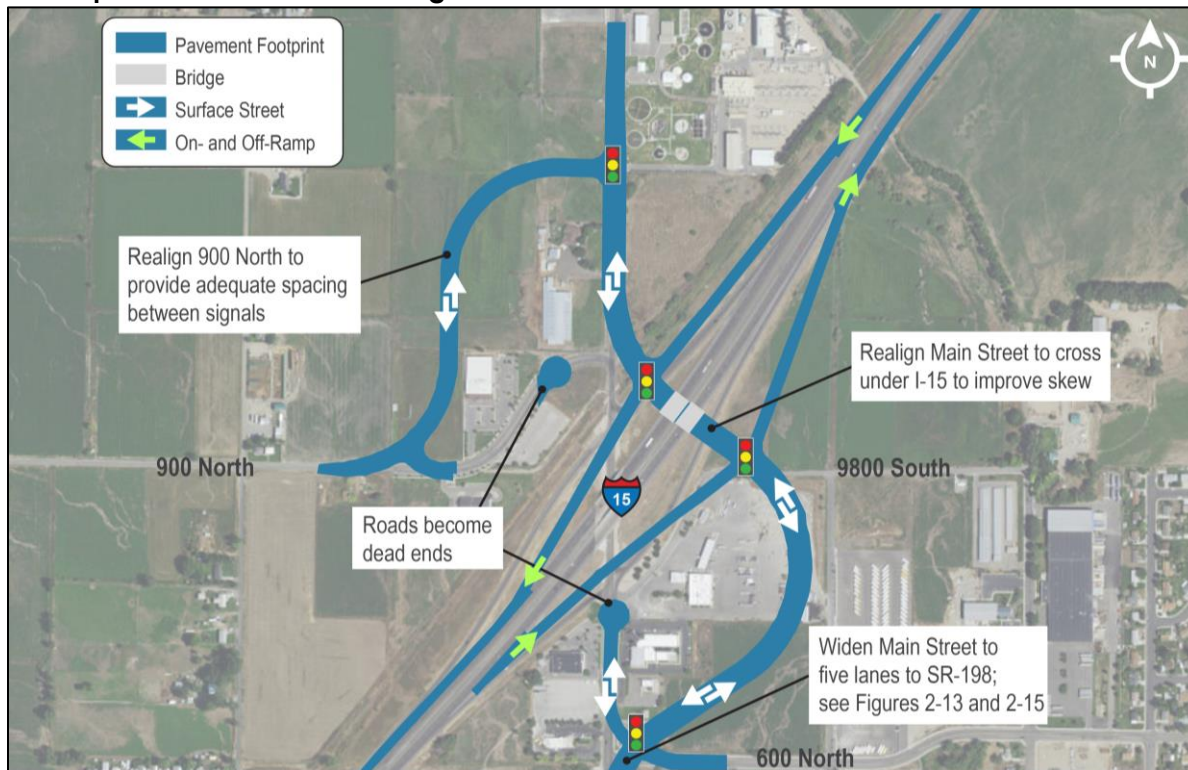 Pavement Footprint
Bridge
Surface Street
On- and Off-Ramp
N
Realign 900 North to
provide adequate spacing
between signals
Realign Main Street to cross
under I-15 to improve skew
900 North
9800 South
15
Roads become
dead ends
Widen Main Street to
five lanes to SR-198;
see Figures 2-13 and 2-15
600 North